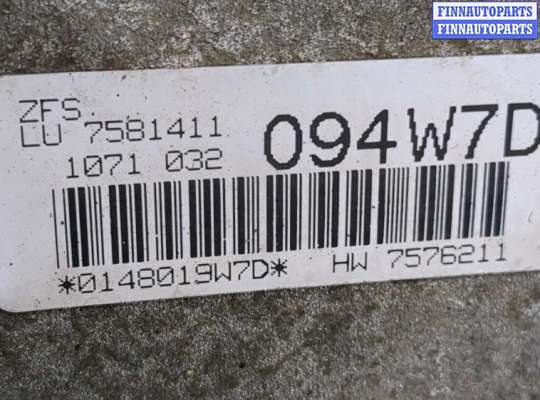 FINNAUTOPARTS
FINNAUTOPARTS
ZFS
LU 7581411
1071 032
094W7D
*0148019W7D* HW 7576211